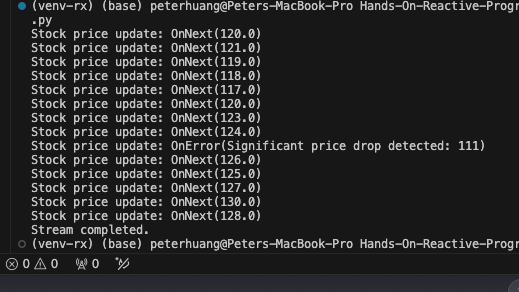 (venv-rx) (base) peterhuang@Peters-MacBook-Pro Hands-On-Reactive-Progr
.py
Stock price update: OnNext(120.0)
Stock price update: OnNext(121.0)
Stock price update: OnNext(119.0)
Stock price update: OnNext(118.0)
Stock price update: OnNext(117.0)
Stock price update: OnNext(120.0)
Stock price update: OnNext(123.0)
Stock price update: OnNext(124.0)
Stock price update: OnError(Significant price drop detected: 111)
Stock price update: OnNext(126.0)
Stock price update: OnNext(125.0)
Stock price update: OnNext(127.0)
Stock price update: OnNext(130.0)
Stock price update: OnNext(128.0)
Stream completed.
(venv-rx) (base) peterhuang@Peters-MacBook-Pro Hands-On-Reactive-Progr
0 0 0